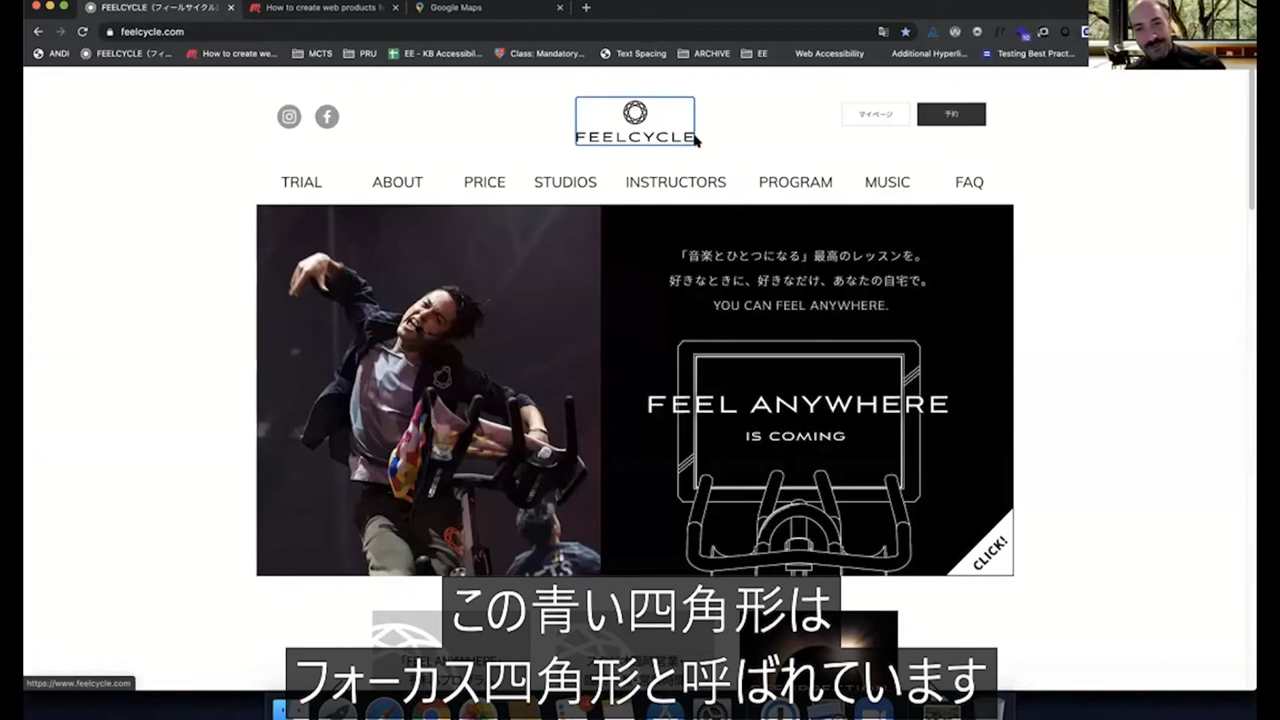 FEELCYCLE（フィールサイクル）
How to create web products f
Google Maps
feelcycle.com
ANDI
FEELCYCLE（フィ...
How to create we...
MCTS
PRU
EE - KB Accessibil...
Class: Mandatory...
Text Spacing
ARCHIVE
EE
Web Accessibility
Additional Hyperli...
Testing Best Pract...
FEELCYCLE
マイページ
予約
TRIAL
ABOUT
PRICE
STUDIOS
INSTRUCTORS
PROGRAM
MUSIC
FAQ
「音楽とひとつになる」最高のレッスンを。
好きなときに、好きなだけ、あなたの自宅で。
YOU CAN FEEL ANYWHERE.
FEEL ANYWHERE
IS COMING
CLICK!
この青い四角形は
フォーカス四角形と呼ばれています
https://www.feelcycle.com